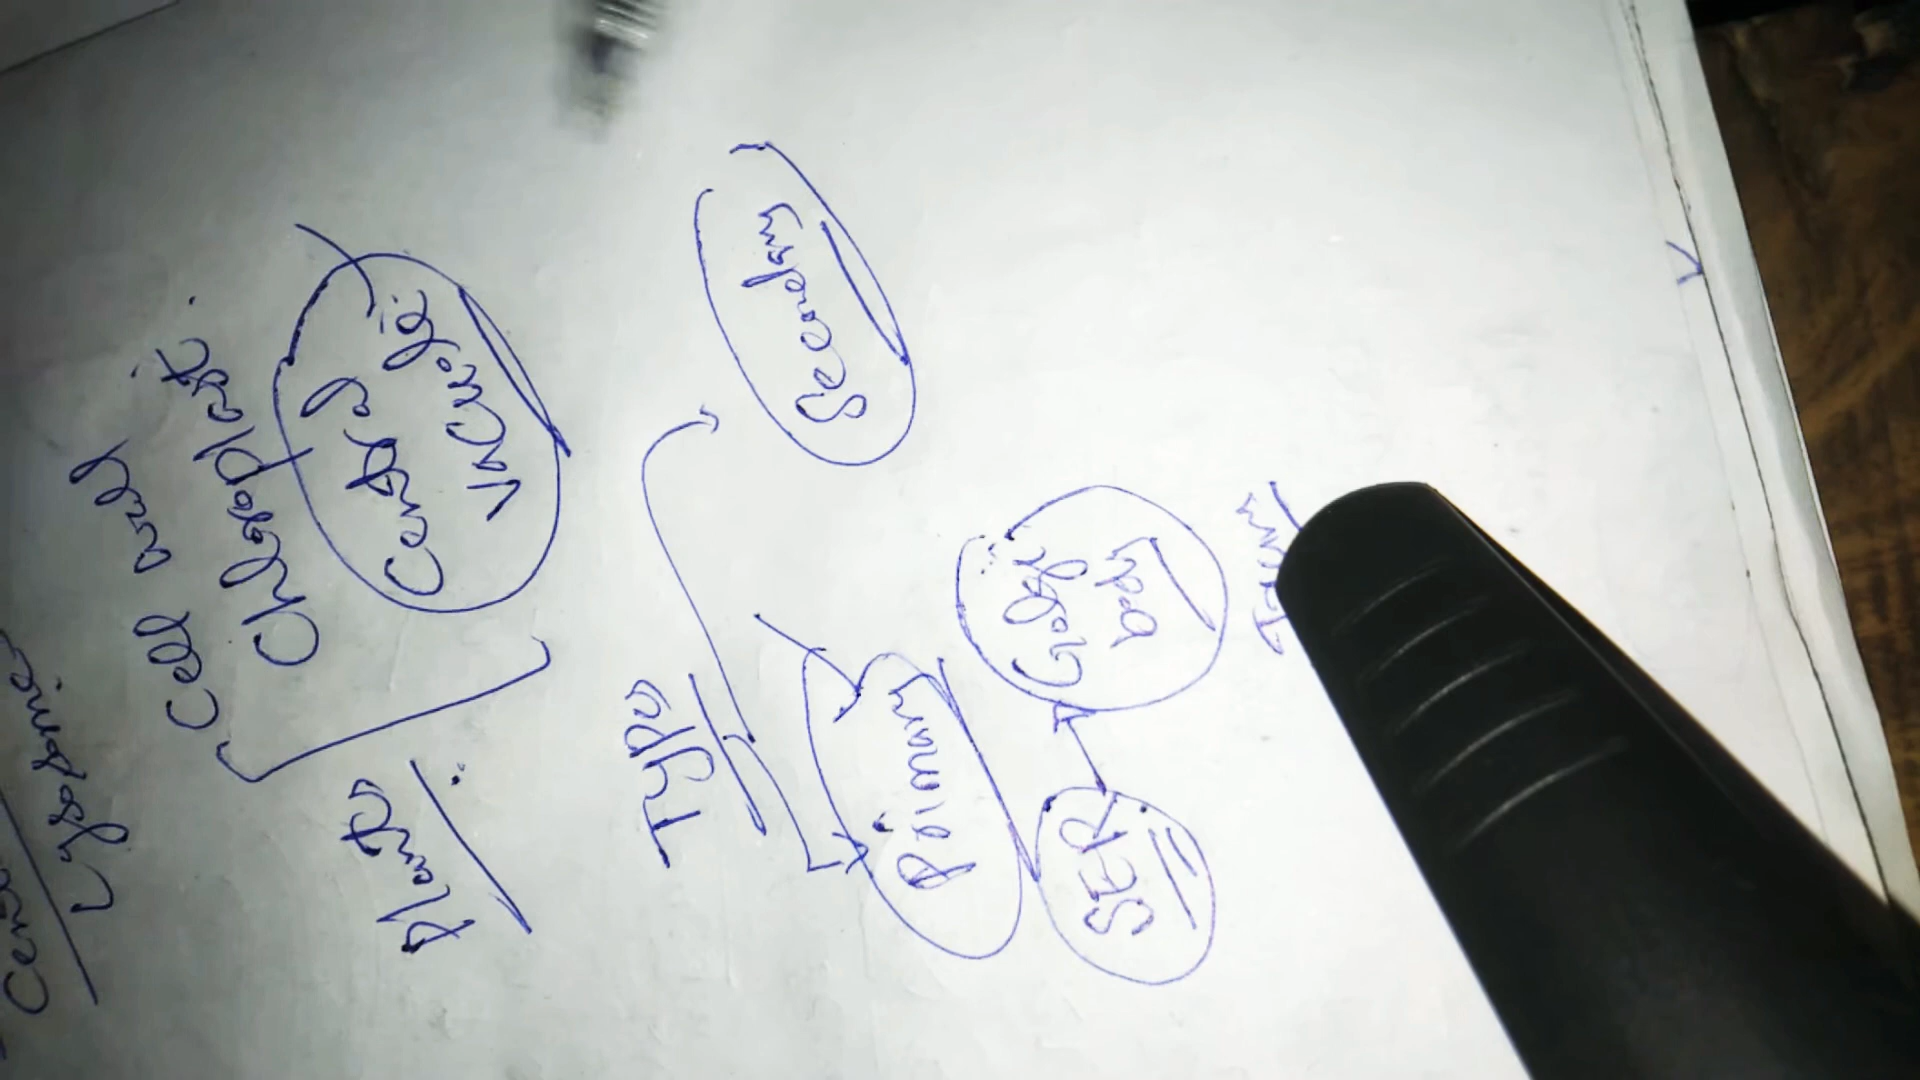 Lysosome
Plants
Cell wall
Chloroplast.
Central
vacuole
Types
Primary
Secondary
SER
Golgi
body